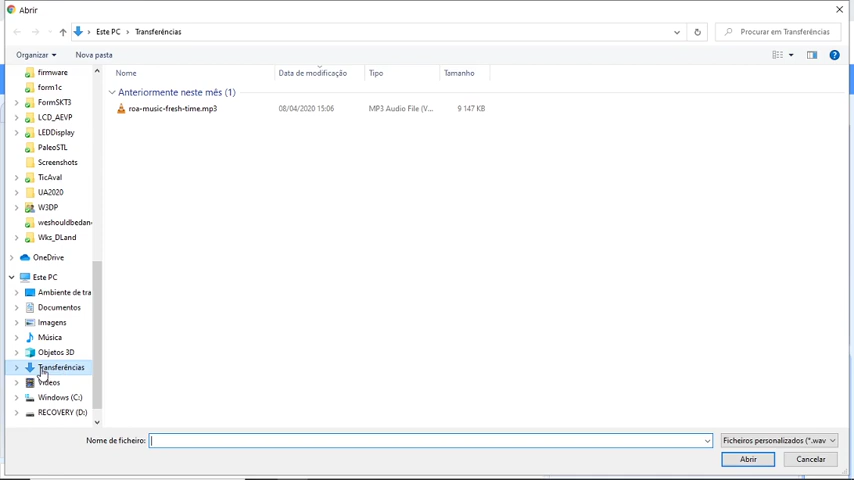 Abrir
Este PC > Transferências
Procurar em Transferências
Organizar
Nova pasta
Nome
Data de modificação
Tipo
Tamanho
Anteriormente neste mês (1)
roa-music-fresh-time.mp3
08/04/2020 15:06
MP3 Audio File (V...
9 147 KB
firmware
form1c
FormSKT3
LCD_AEVP
LEDDisplay
PaleoSTL
Screenshots
TicAval
UA2020
W3DP
weshouldbedan
Wks_DLand
OneDrive
Este PC
Ambiente de tra
Documentos
Imagens
Música
Objetos 3D
Transferências
Vídeos
Windows (C:)
RECOVERY (D:)
Nome de ficheiro:
Ficheiros personalizados (*.wav
Abrir
Cancelar